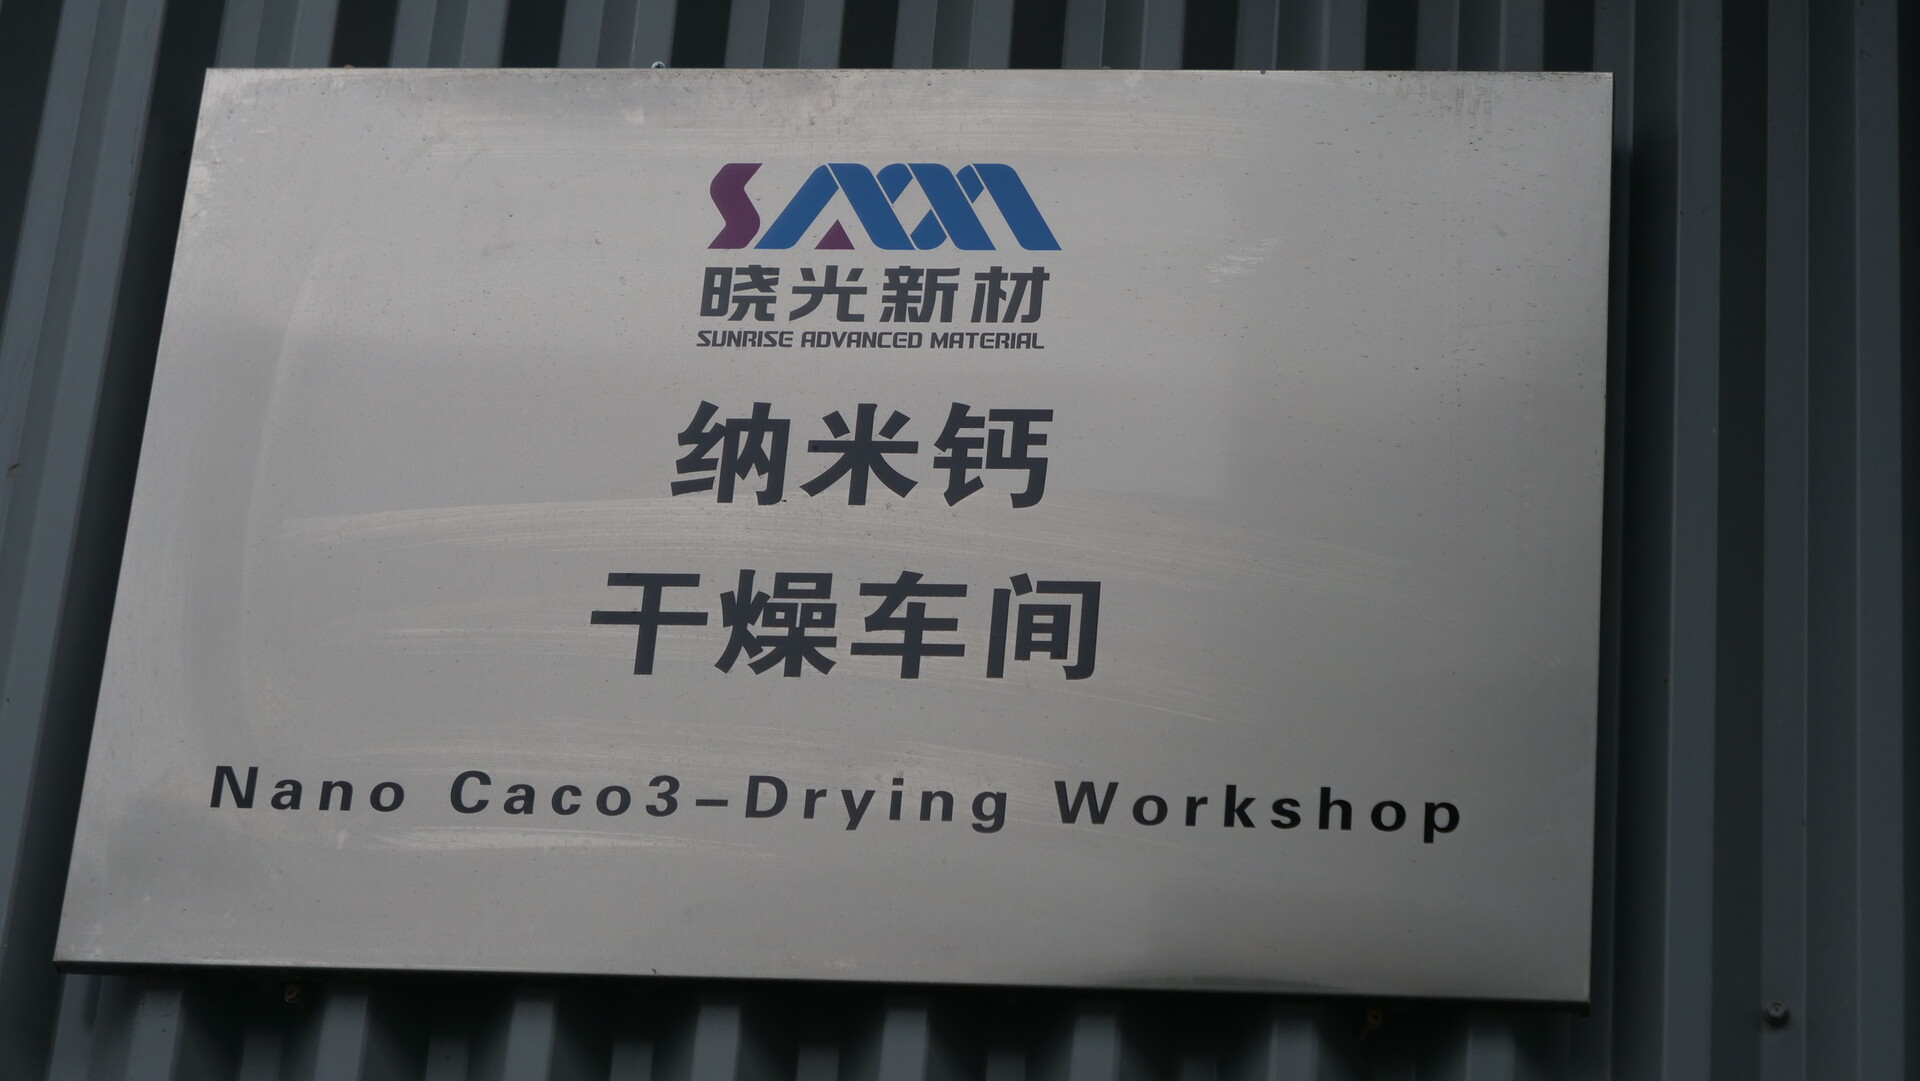 SAM
晓光新材
SUNRISE ADVANCED MATERIAL
纳米钙
干燥车间
Nano Caco3-Drying Workshop